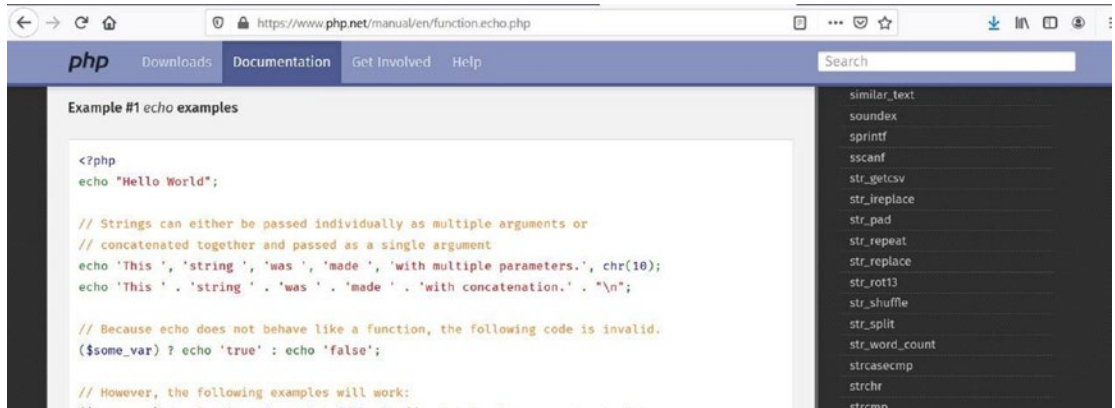 https://www.php.net/manual/en/function.echo.php
php Downloads Documentation Get Involved Help Search
Example #1 echo examples
<?php
echo "Hello World";
// Strings can either be passed individually as multiple arguments or
// concatenated together and passed as a single argument
echo 'This ', 'string ', 'was ', 'made ', 'with multiple parameters.', chr(10);
echo 'This ' . 'string ' . 'was ' . 'made ' . 'with concatenation.' . "\n";
// Because echo does not behave like a function, the following code is invalid.
($some_var) ? echo 'true' : echo 'false';
// However, the following examples will work:
similar_text
soundex
sprintf
sscanf
str_getcsv
str_ireplace
str_pad
str_repeat
str_replace
str_rot13
str_shuffle
str_split
str_word_count
strcasecmp
strchr
strcmp